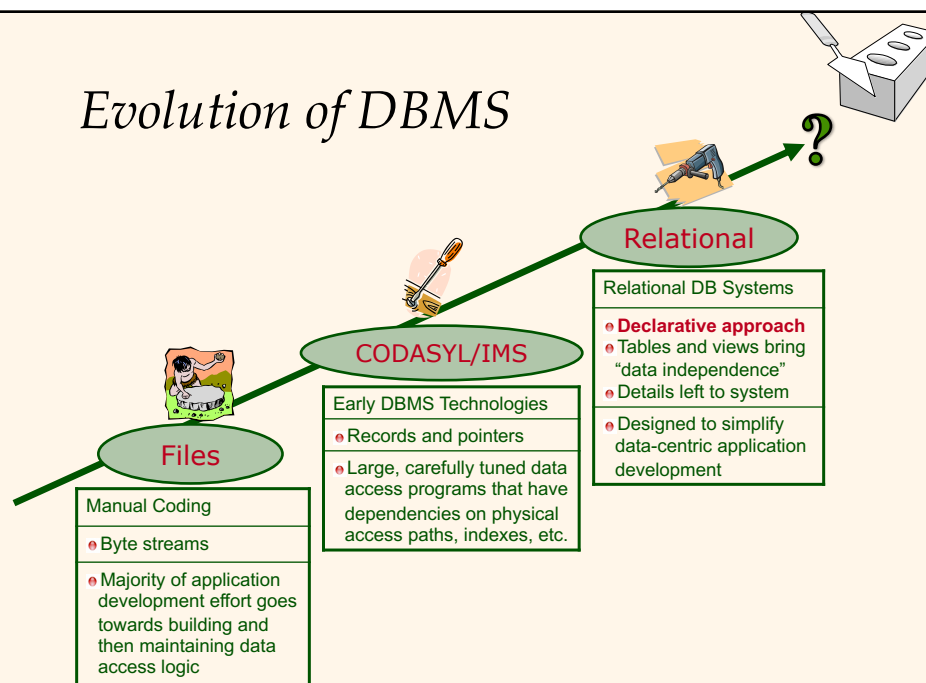 Evolution of DBMS
?
Relational
Relational DB Systems
Declarative approach
Tables and views bring
"data independence"
Details left to system
Designed to simplify
data-centric application
development
CODASYL/IMS
Early DBMS Technologies
Records and pointers
Large, carefully tuned data
access programs that have
dependencies on physical
access paths, indexes, etc.
Files
Manual Coding
Byte streams
Majority of application
development effort goes
towards building and
then maintaining data
access logic